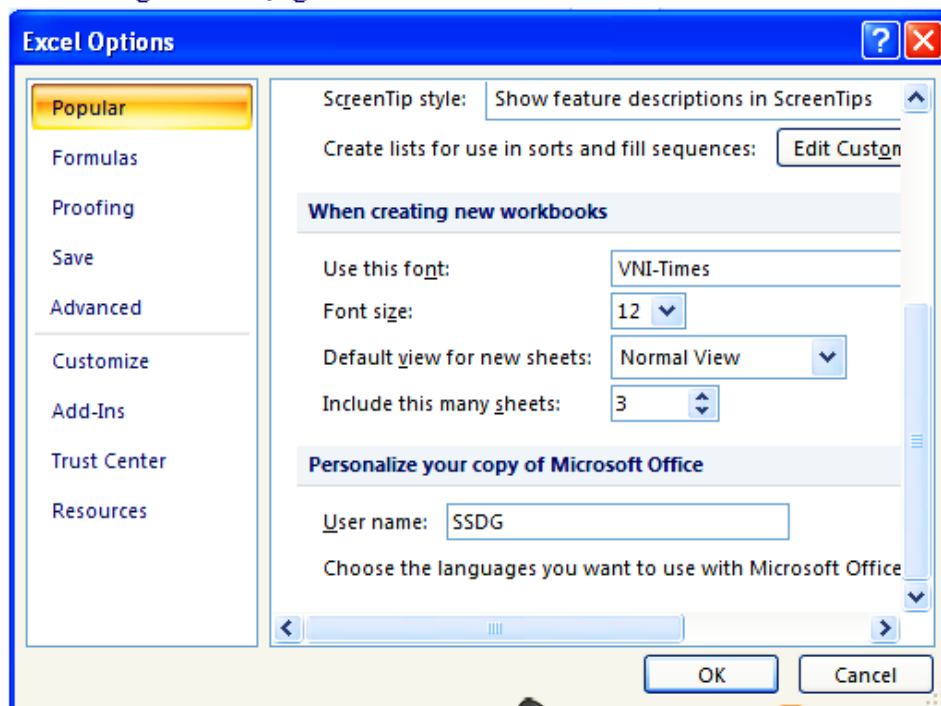 Excel Options
Popular
Formulas
Proofing
Save
Advanced
Customize
Add-Ins
Trust Center
Resources
ScreenTip style: Show feature descriptions in ScreenTips
Create lists for use in sorts and fill sequences: Edit Custom
When creating new workbooks
Use this font: VNI-Times
Font size: 12
Default view for new sheets: Normal View
Include this many sheets: 3
Personalize your copy of Microsoft Office
User name: SSDG
Choose the languages you want to use with Microsoft Office
OK Cancel